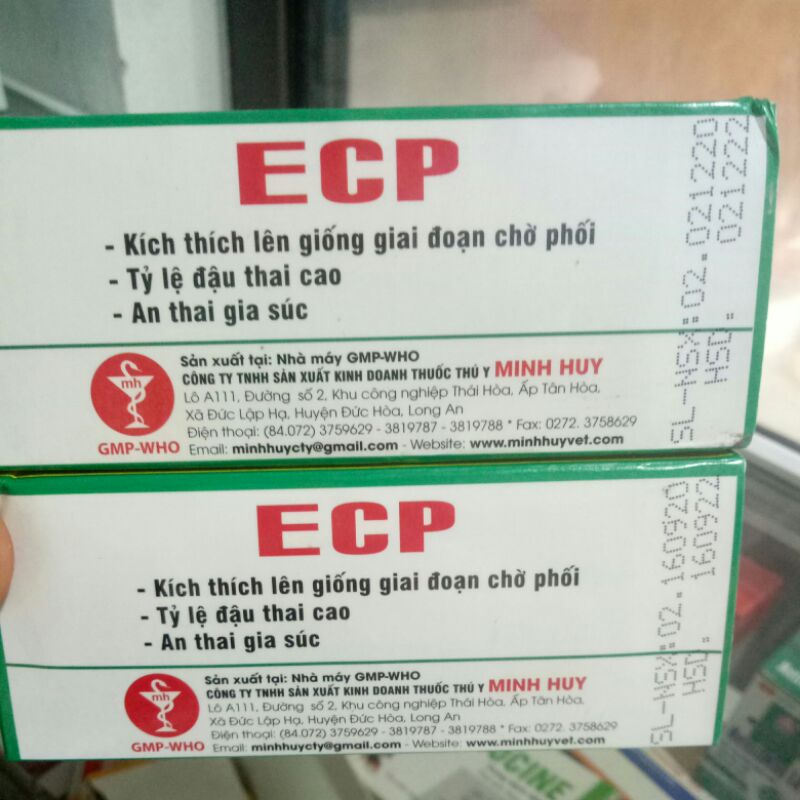 ECP
- Kích thích lên giống giai đoạn chờ phối
- Tỷ lệ đậu thai cao
- An thai gia súc
mh
GMP-WHO
Sản xuất tại: Nhà máy GMP-WHO
CÔNG TY TNHH SẢN XUẤT KINH DOANH THUỐC THÚ Y MINH HUY
Lô A111, Đường số 2, Khu công nghiệp Thái Hòa, Ấp Tân Hòa,
Xã Đức Lập Hạ, Huyện Đức Hòa, Long An
Điện thoại: (84.072) 3759629 - 3819787 - 3819788 * Fax: 0272. 3758629
Email: minhhuycty@gmail.com - Website: www.minhhuyvet.com
SL-NSX:02.021220
HSD. 021222
ECP
- Kích thích lên giống giai đoạn chờ phối
- Tỷ lệ đậu thai cao
- An thai gia súc
mh
GMP-WHO
Sản xuất tại: Nhà máy GMP-WHO
CÔNG TY TNHH SẢN XUẤT KINH DOANH THUỐC THÚ Y MINH HUY
Lô A111, Đường số 2, Khu công nghiệp Thái Hòa, Ấp Tân Hòa,
Xã Đức Lập Hạ, Huyện Đức Hòa, Long An
Điện thoại: (84.072) 3759629 - 3819787 - 3819788 * Fax: 0272. 3758629
Email: minhhuycty@gmail.com - Website: www.minhhuyvet.com
SL-NSX:02.160920
HSD. 160922